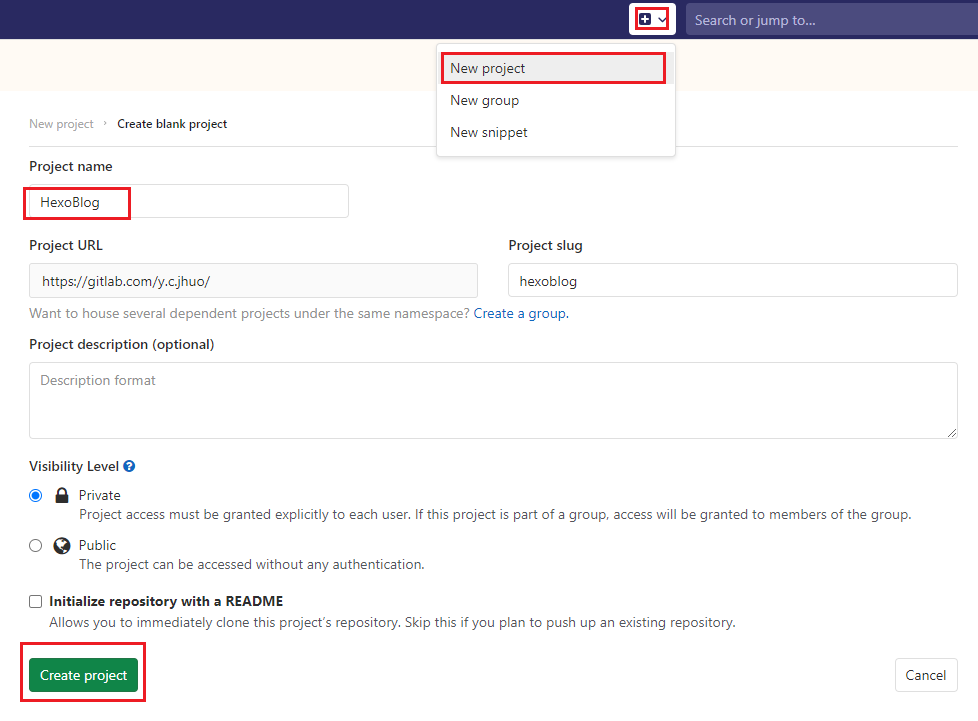 Search or jump to...
New project
New group
New snippet
New project › Create blank project
Project name
HexoBlog
Project URL
Project slug
https://gitlab.com/y.c.jhuo/
hexoblog
Want to house several dependent projects under the same namespace? Create a group.
Project description (optional)
Description format
Visibility Level ?
Private
Project access must be granted explicitly to each user. If this project is part of a group, access will be granted to members of the group.
Public
The project can be accessed without any authentication.
Initialize repository with a README
Allows you to immediately clone this project's repository. Skip this if you plan to push up an existing repository.
Create project
Cancel